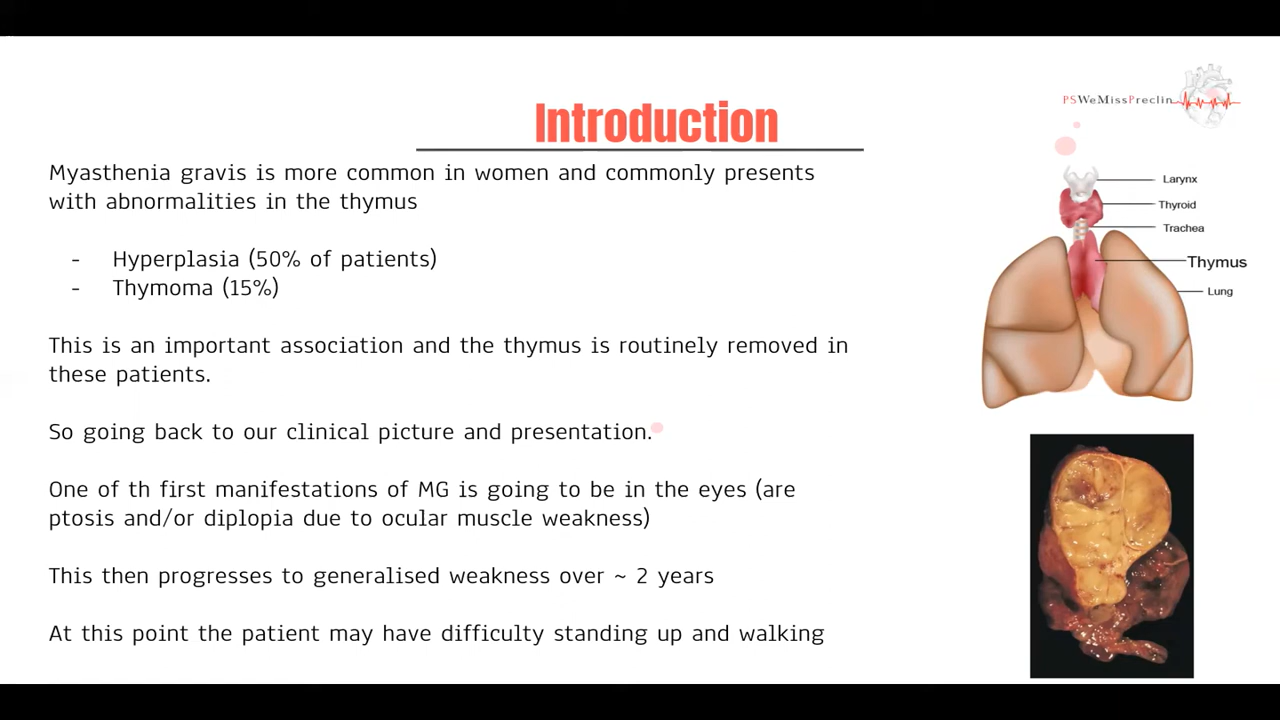 PSWeMissPreclin
Introduction
Myasthenia gravis is more common in women and commonly presents
with abnormalities in the thymus
- Hyperplasia (50% of patients)
- Thymoma (15%)
This is an important association and the thymus is routinely removed in
these patients.
So going back to our clinical picture and presentation.
One of th first manifestations of MG is going to be in the eyes (are
ptosis and/or diplopia due to ocular muscle weakness)
This then progresses to generalised weakness over ~ 2 years
At this point the patient may have difficulty standing up and walking
Larynx
Thyroid
Trachea
Thymus
Lung